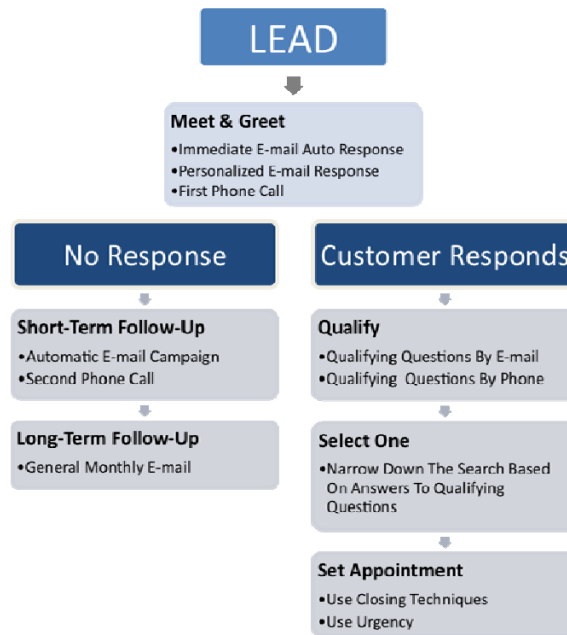 LEAD
Meet & Greet
•Immediate E-mail Auto Response
•Personalized E-mail Response
•First Phone Call
No Response
Short-Term Follow-Up
•Automatic E-mail Campaign
•Second Phone Call
Long-Term Follow-Up
•General Monthly E-mail
Customer Responds
Qualify
•Qualifying Questions By E-mail
•Qualifying Questions By Phone
Select One
•Narrow Down The Search Based
On Answers To Qualifying
Questions
Set Appointment
•Use Closing Techniques
•Use Urgency